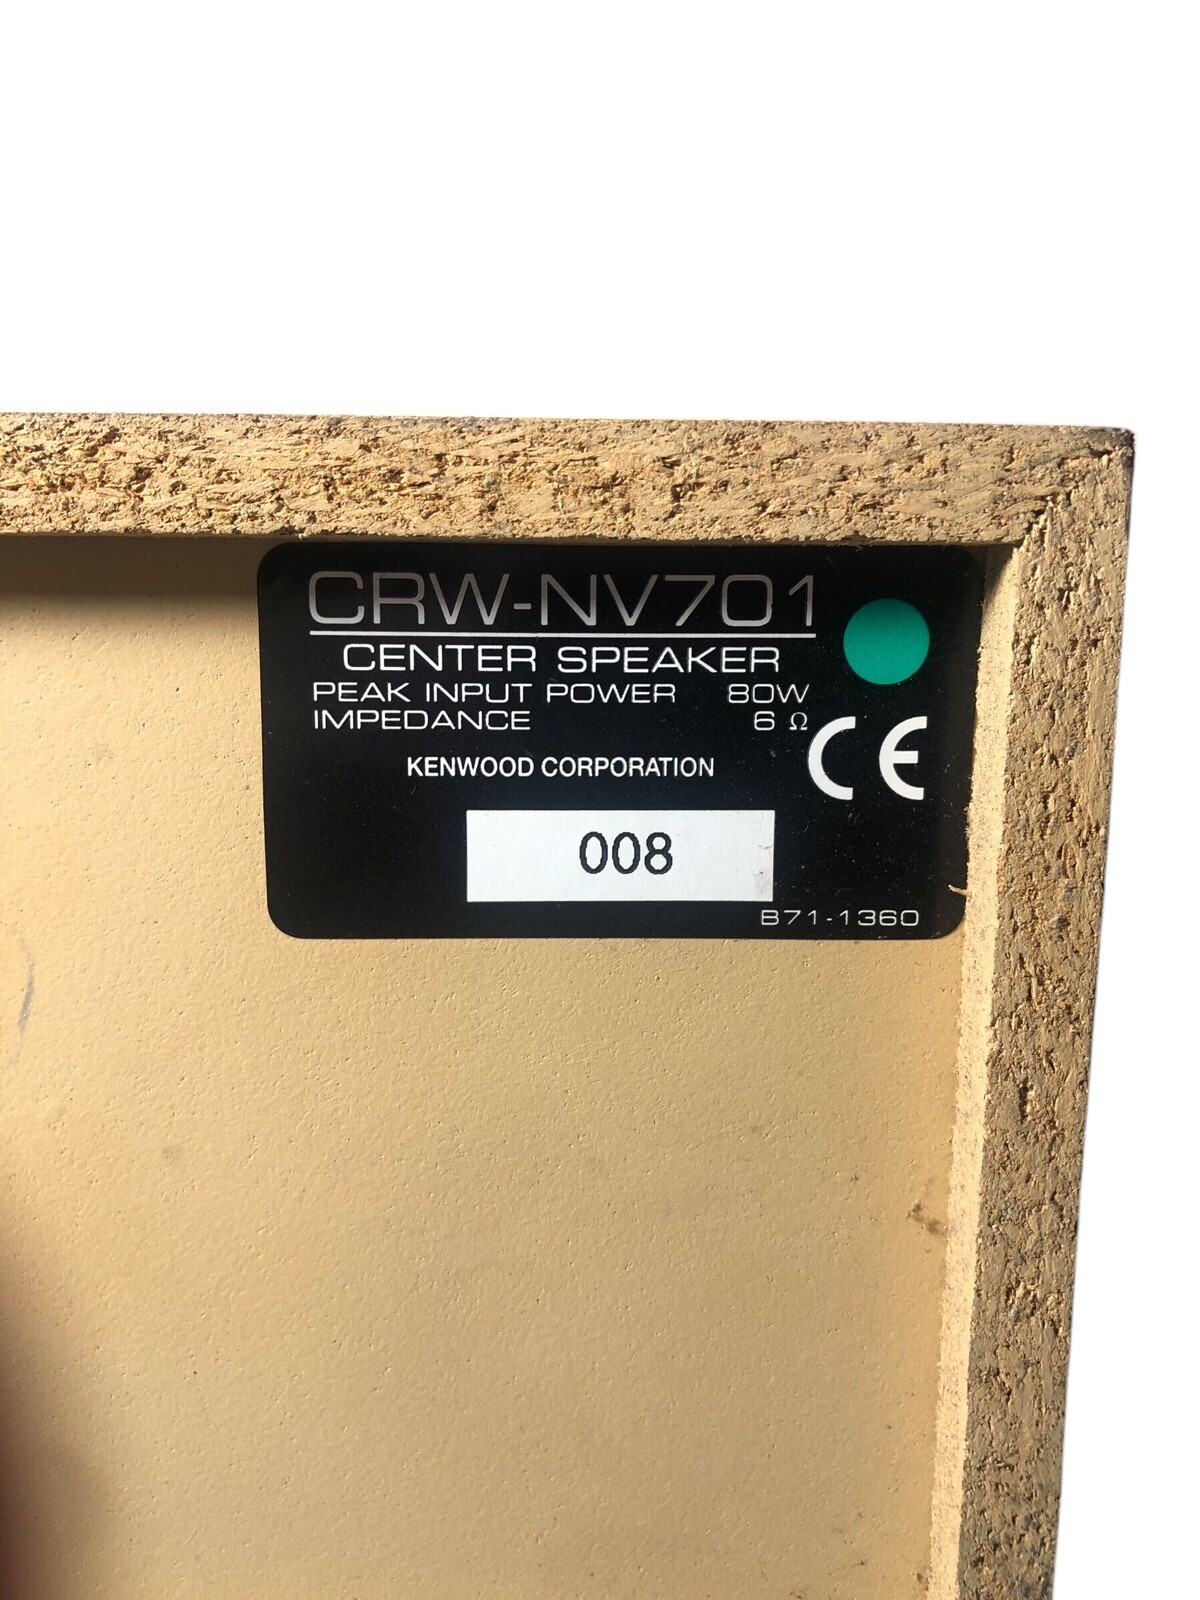 CRW-NV701
CENTER SPEAKER
PEAK INPUT POWER 80W
IMPEDANCE 6 Ω
CE
KENWOOD CORPORATION
008
B71-1360